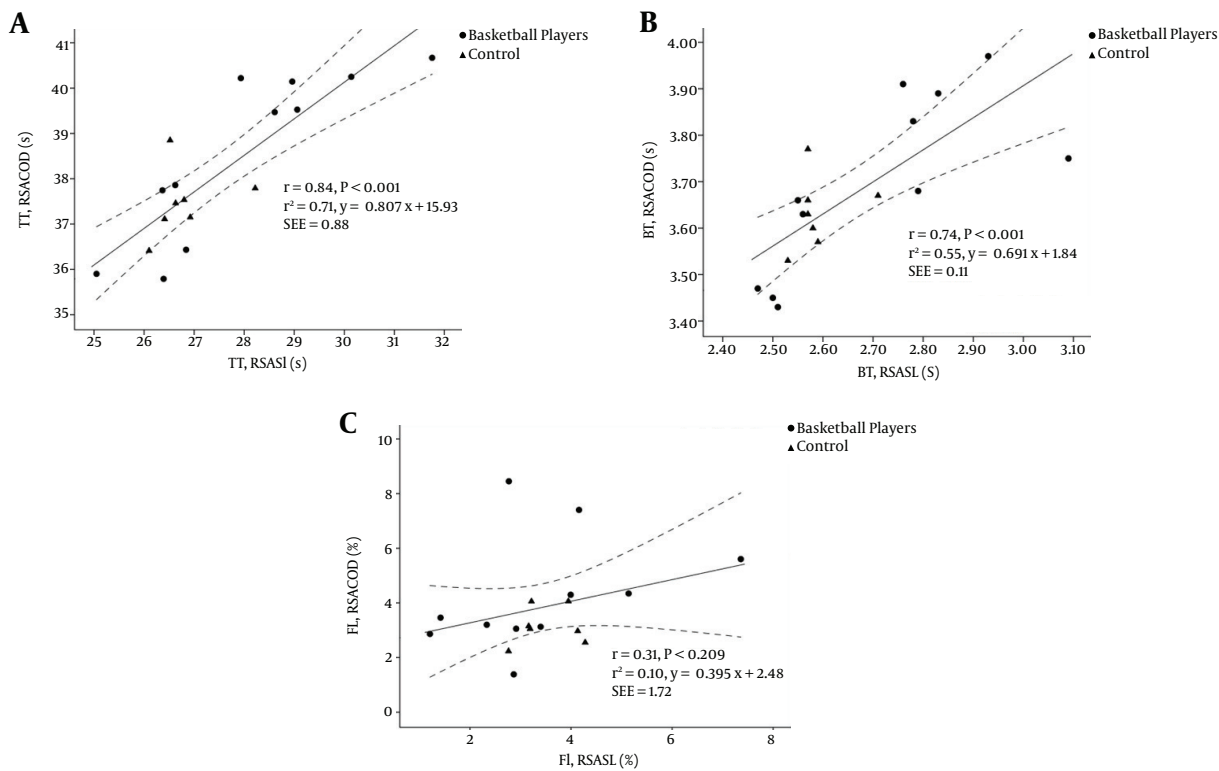 A
Basketball Players
Control
41
40
39
38
37
36
35
TT, RSACOD (s)
r = 0.84, P < 0.001
r² = 0.71, y = 0.807 x + 15.93
SEE = 0.88
25 26 27 28 29 30 31 32
TT, RSASl (s)
B
Basketball Players
Control
4.00
3.90
3.80
3.70
3.60
3.50
3.40
BT, RSACOD (s)
r = 0.74, P < 0.001
r² = 0.55, y = 0.691 x + 1.84
SEE = 0.11
2.40 2.50 2.60 2.70 2.80 2.90 3.00 3.10
BT, RSASL (S)
C
Basketball Players
Control
10
8
6
4
2
0
FL, RSACOD (%)
r = 0.31, P < 0.209
r² = 0.10, y = 0.395 x + 2.48
SEE = 1.72
2 4 6 8
Fl, RSASL (%)